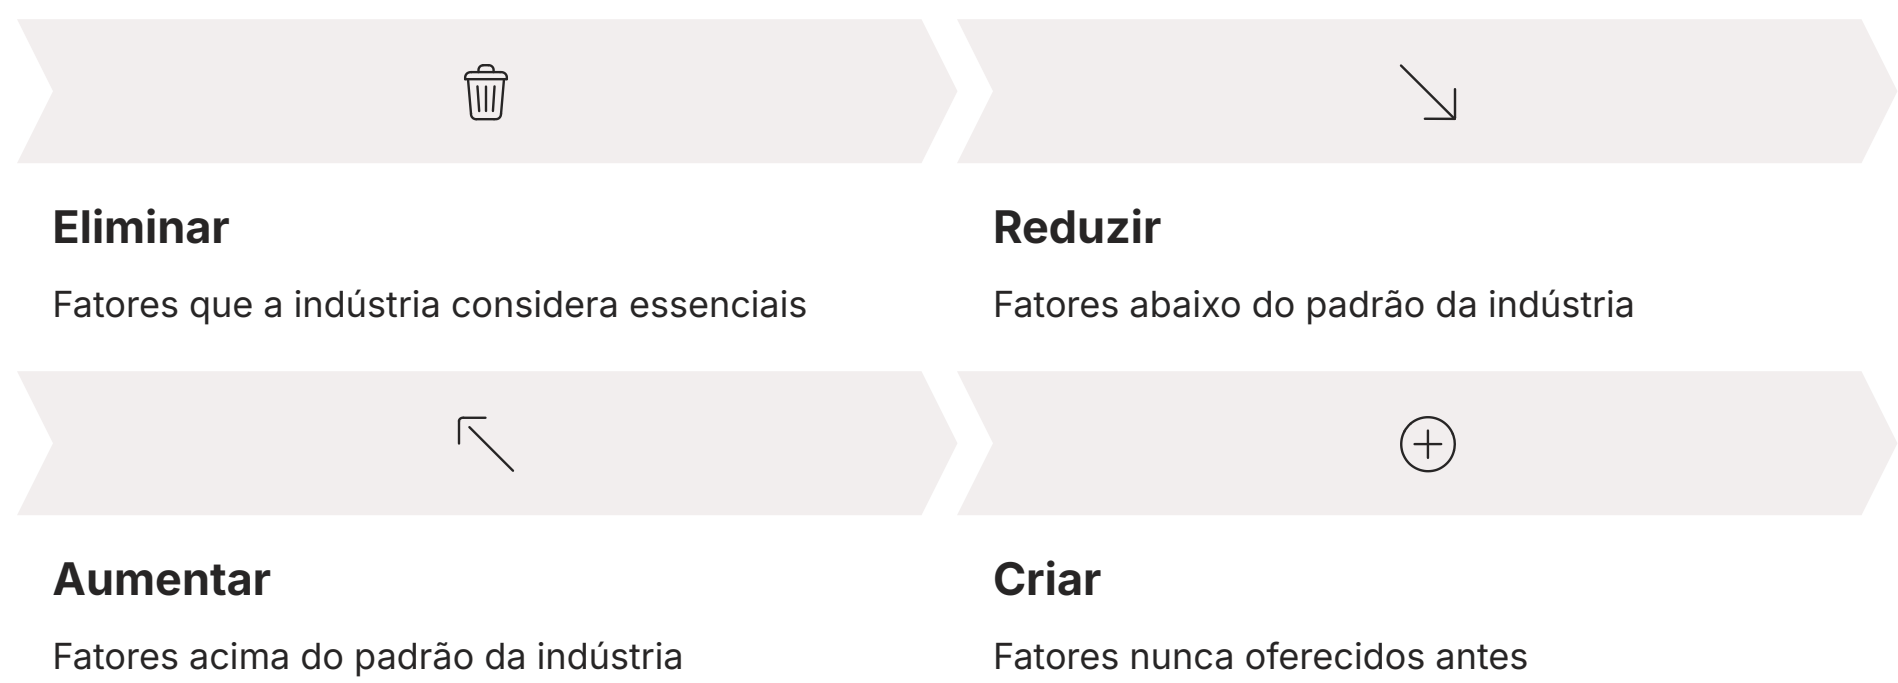 Eliminar
Fatores que a indústria considera essenciais
Reduzir
Fatores abaixo do padrão da indústria
Aumentar
Fatores acima do padrão da indústria
Criar
Fatores nunca oferecidos antes